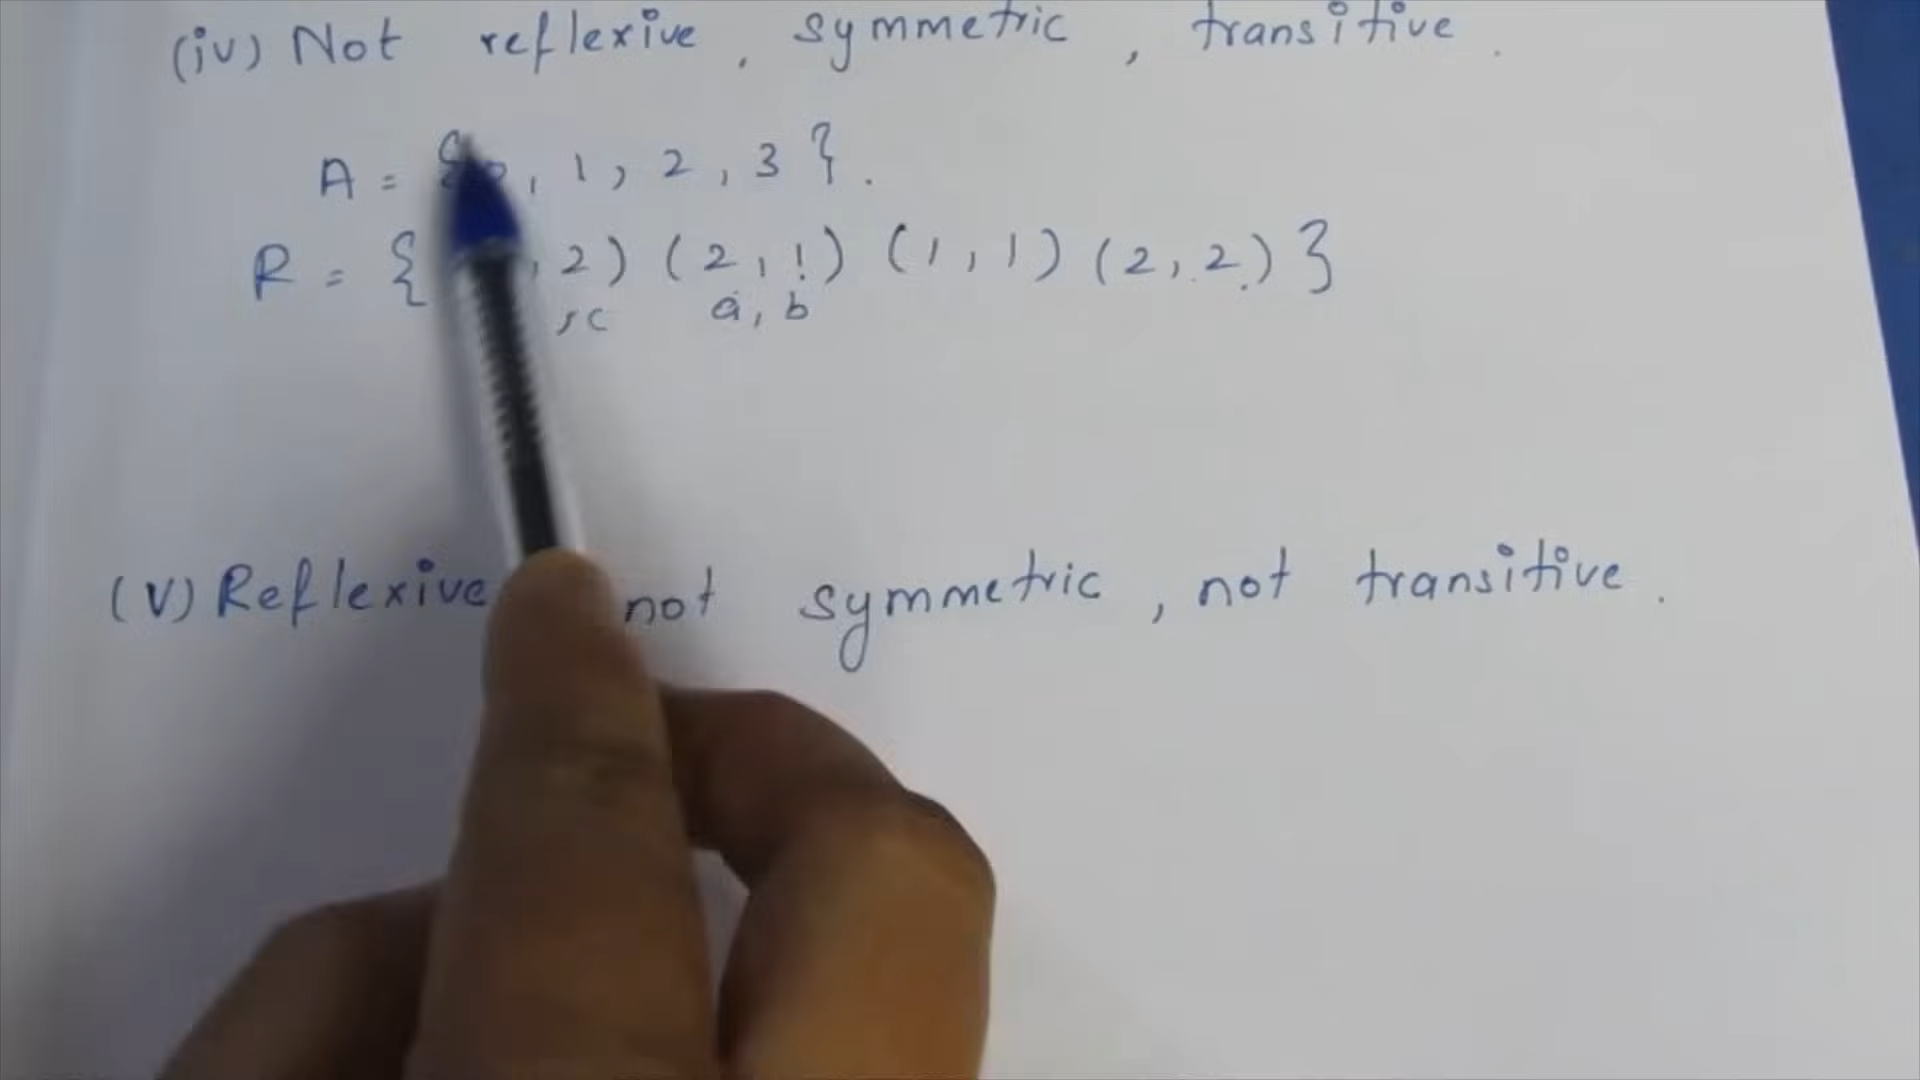 (iv) Not reflexive, symmetric, transitive.
A = { , 1, 2, 3 }.
R = { , 2) (2, 1) (1, 1) (2, 2) }
, c a, b
(v) Reflexive not symmetric, not transitive.